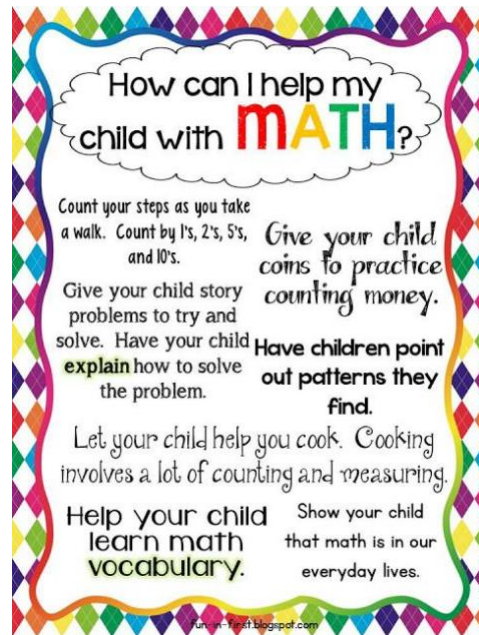 How can I help my
child with MATH?
Count your steps as you take
a walk. Count by 1's, 2's, 5's,
and 10's.
Give your child
coins to practice
counting money.
Give your child story
problems to try and
solve. Have your child
explain how to solve
the problem.
Have children point
out patterns they
find.
Let your child help you cook. Cooking
involves a lot of counting and measuring.
Help your child
learn math
vocabulary.
Show your child
that math is in our
everyday lives.
fun-in-first.blogspot.com